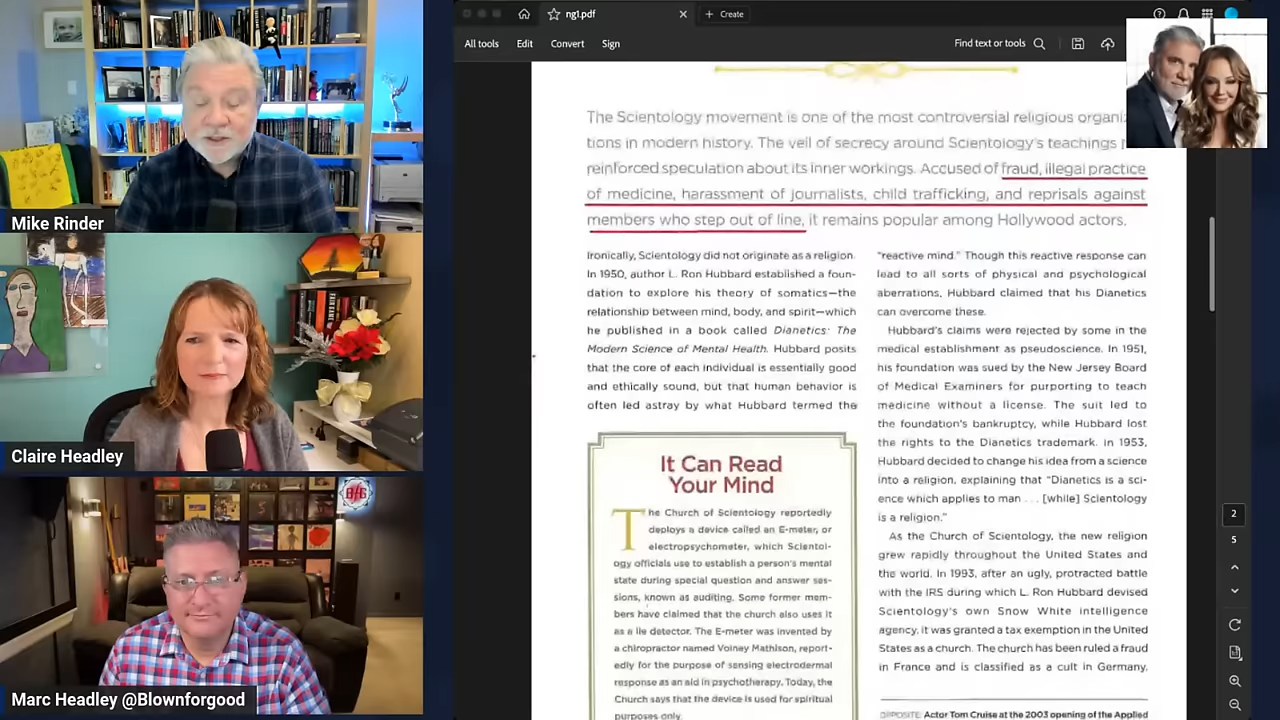 Mike Rinder
Claire Headley
Marc Headley @Blownforgood
ng1.pdf
Create
All tools
Edit
Convert
Sign
Find text or tools
The Scientology movement is one of the most controversial religious
tions in modern history. The veil of secrecy around Scientology's teachings
reinforced speculation about its inner workings. Accused of fraud, illegal practice
of medicine, harassment of journalists, child trafficking, and reprisals against
members who step out of line, it remains popular among Hollywood actors.
Ironically, Scientology did not originate as a religion.
In 1950, author L. Ron Hubbard established a foun-
dation to explore his theory of somatics—the
relationship between mind, body, and spirit—which
he published in a book called Dianetics: The
Modern Science of Mental Health. Hubbard posits
that the core of each individual is essentially good
and ethically sound, but that human behavior is
often led astray by what Hubbard termed the
It Can Read
Your Mind
The Church of Scientology reportedly
deploys a device called an E-meter, or
electropsychometer, which Scientol-
ogy officials use to establish a person's mental
state during special question and answer ses-
sions, known as auditing. Some former mem-
bers have claimed that the church also uses it
as a lie detector. The E-meter was invented by
a chiropractor named Volney Mathison, report-
edly for the purpose of sensing electrodermal
response as an aid in psychotherapy. Today, the
Church says that the device is used for spiritual
purposes only.
"reactive mind." Though this reactive response can
lead to all sorts of physical and psychological
aberrations, Hubbard claimed that his Dianetics
can overcome these.
Hubbard's claims were rejected by some in the
medical establishment as pseudoscience. In 1951,
his foundation was sued by the New Jersey Board
of Medical Examiners for purporting to teach
medicine without a license. The suit led to
the foundation's bankruptcy, while Hubbard lost
the rights to the Dianetics trademark. In 1953,
Hubbard decided to change his idea from a science
into a religion, explaining that "Dianetics is a sci-
ence which applies to man . . . [while] Scientology
is a religion."
As the Church of Scientology, the new religion
grew rapidly throughout the United States and
the world. In 1993, after an ugly, protracted battle
with the IRS during which L. Ron Hubbard devised
Scientology's own Snow White intelligence
agency, it was granted a tax exemption in the United
States as a church. The church has been ruled a fraud
in France and is classified as a cult in Germany.
OPPOSITE: Actor Tom Cruise at the 2003 opening of the Applied
2
5